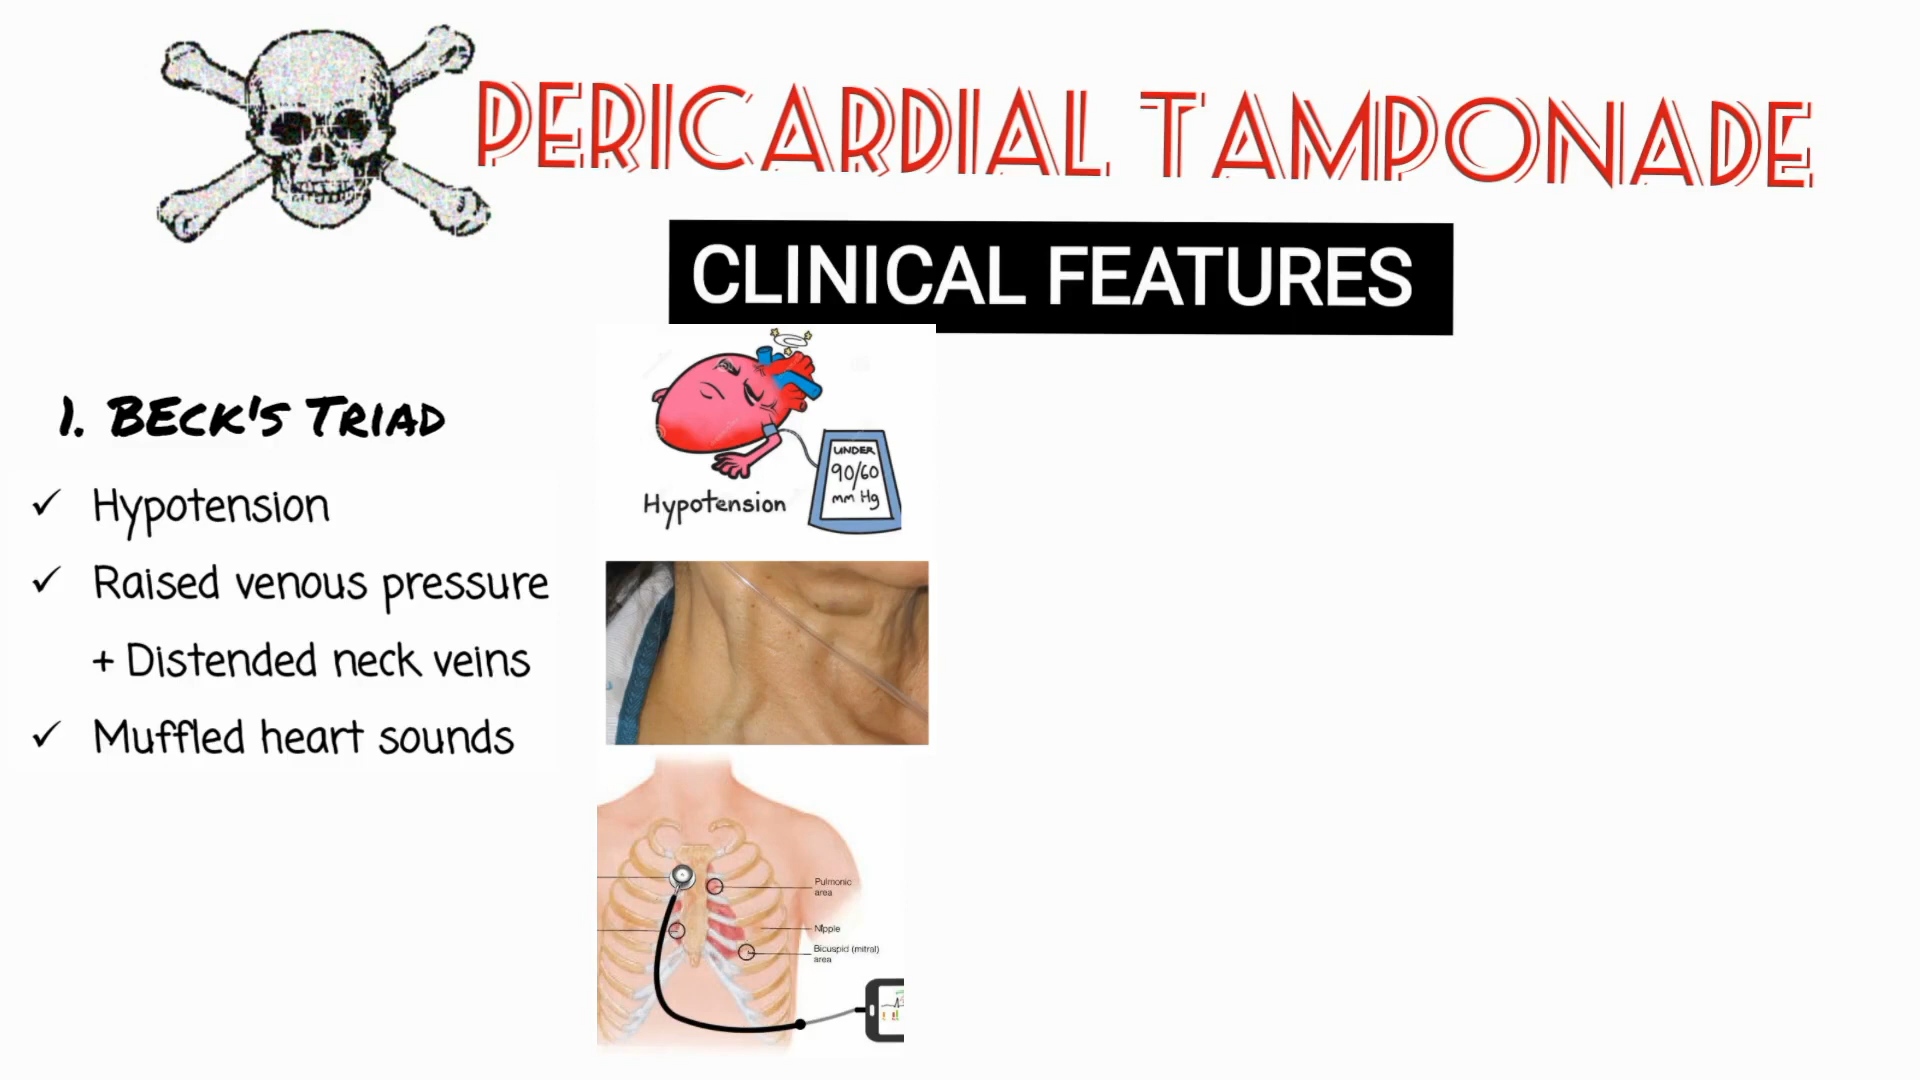 PERICARDIAL TAMPONADE
CLINICAL FEATURES
1. BEck's Triad
✓ Hypotension
✓ Raised venous pressure
+ Distended neck veins
✓ Muffled heart sounds
UNDER
90/60
mm Hg
Hypotension
Pulmonic
area
Nipple
Bicuspid (mitral)
area